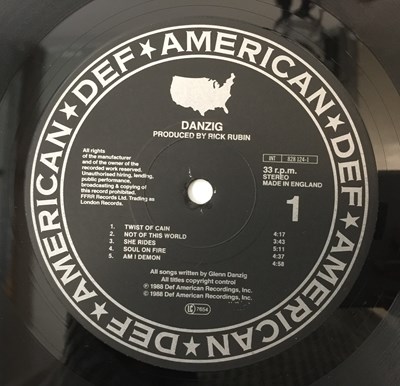 DEF ★ AMERICAN ★ DEF ★ AMERICAN ★ DEF ★ AMERICAN ★
DANZIG
PRODUCED BY RICK RUBIN
All rights
of the manufacturer
and of the owner of the
recorded work reserved.
Unauthorised hiring, lending,
public performance,
broadcasting & copying of
this record prohibited.
FFRR Records Ltd. Trading as
London Records.
INT 828 124-1
33 r.p.m.
STEREO
MADE IN ENGLAND
1
1. TWIST OF CAIN 4:17
2. NOT OF THIS WORLD 3:43
3. SHE RIDES 5:11
4. SOUL ON FIRE 4:37
5. AM I DEMON 4:58
All songs written by Glenn Danzig
All titles copyright control
℗ 1988 Def American Recordings, Inc.
© 1988 Def American Recordings, Inc.
LC 7654